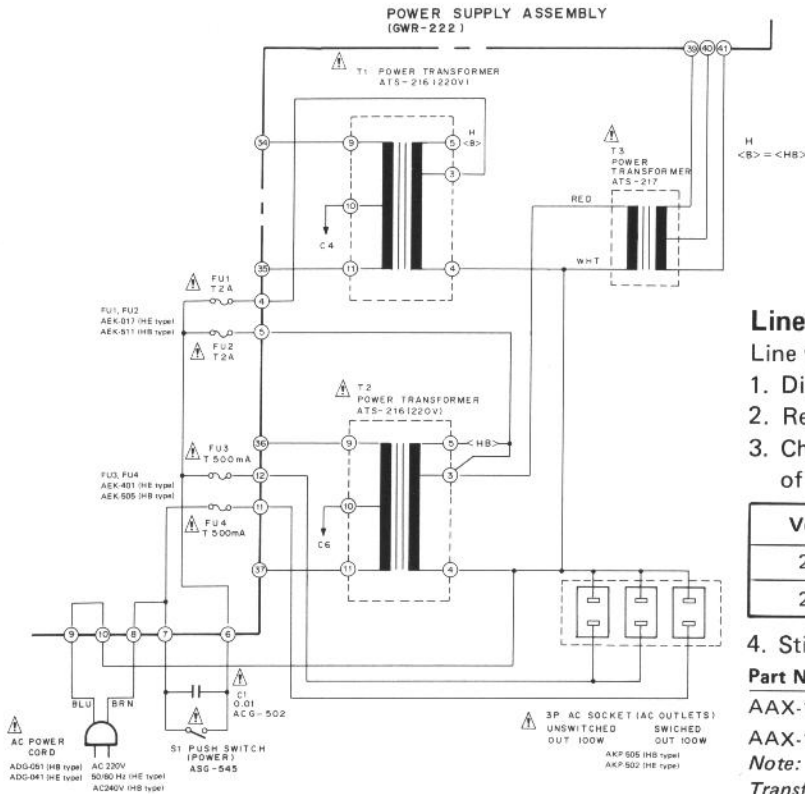 POWER SUPPLY ASSEMBLY
(GWR-222)
39 40 41
T1 POWER TRANSFORMER
ATS-216 (220V)
34
9
5
H
<B>
3
T3
POWER
TRANSFORMER
ATS-217
H
<B> = <HB>
10
RED
C4
35
11
4
WHT
FU1
T2A
4
FU1, FU2
AEK-017 (HE type)
AEK-511 (HB type)
5
FU2
T2A
T2
POWER TRANSFORMER
ATS-216 (220V)
36
9
5
<HB>
FU3
T 500mA
12
3
FU3, FU4
AEK-401 (HE type)
AEK-505 (HB type)
11
10
FU4
T 500mA
C6
37
11
4
9 10 8 7 6
BLU BRN
C1
0.01
ACG-502
AC POWER
CORD
ADG-051 (HB type)
ADG-041 (HE type)
AC 220V
50/60 Hz (HE type)
AC240V (HB type)
S1 PUSH SWITCH
(POWER)
ASG-545
3P AC SOCKET (AC OUTLETS)
UNSWITCHED SWICHED
OUT 100W OUT 100W
AKP-505 (HB type)
AKP-502 (HE type)
Line
Line
1. Di
2. Re
3. Ch
of
V
2
2
4. Sti
Part N
AAX-
AAX-
Note:
Transf